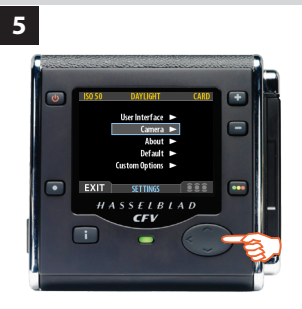 5
ISO 50 DAYLIGHT CARD
User Interface ►
Camera ►
About ►
Default ►
Custom Options ►
EXIT SETTINGS
HASSELBLAD
CFV
i